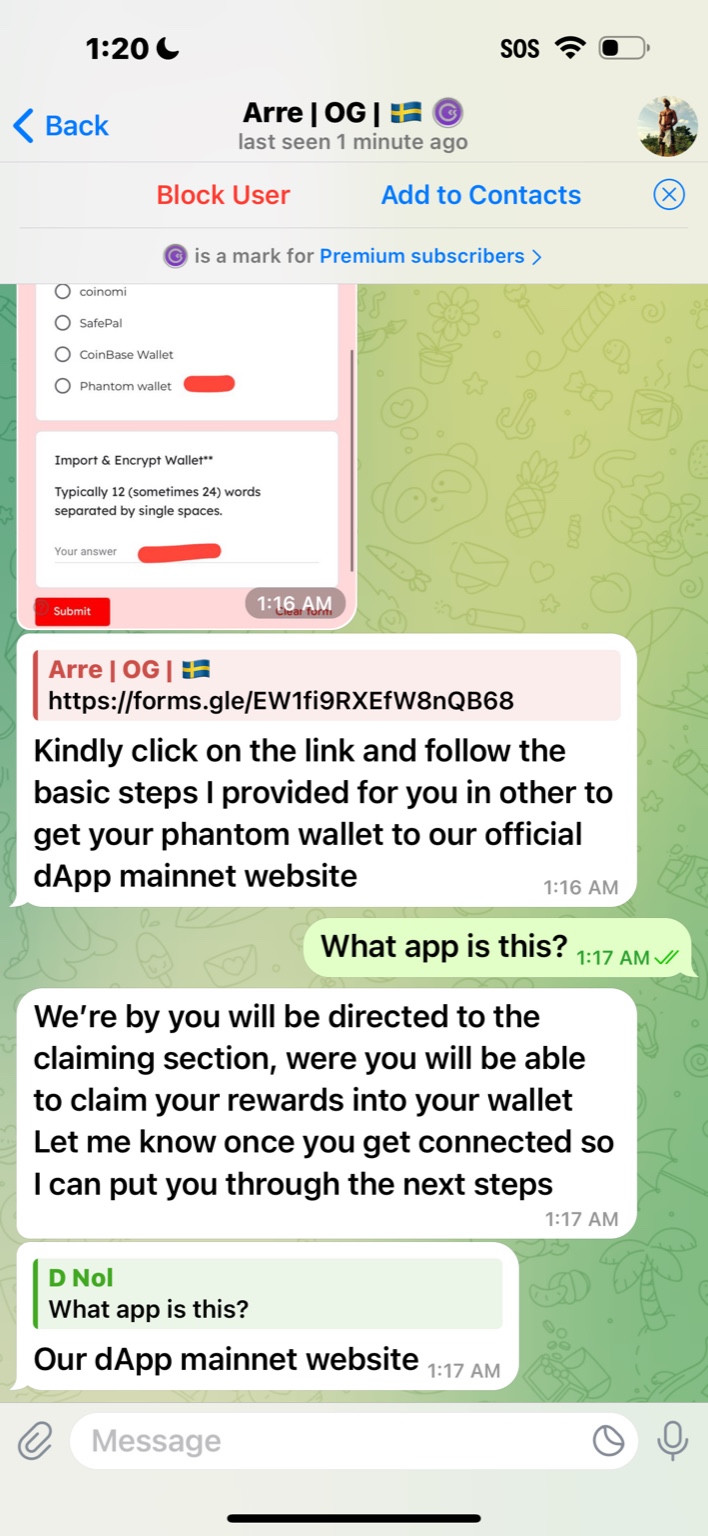 1:20
SOS
Back
Arre | OG | 🇸🇪
last seen 1 minute ago
Block User
Add to Contacts
is a mark for Premium subscribers >
coinomi
SafePal
CoinBase Wallet
Phantom wallet
Import & Encrypt Wallet**
Typically 12 (sometimes 24) words
separated by single spaces.
Your answer
Submit
Clear form
1:16 AM
Arre | OG | 🇸🇪
https://forms.gle/EW1fi9RXEfW8nQB68
Kindly click on the link and follow the
basic steps I provided for you in other to
get your phantom wallet to our official
dApp mainnet website
1:16 AM
What app is this?
1:17 AM
We’re by you will be directed to the
claiming section, were you will be able
to claim your rewards into your wallet
Let me know once you get connected so
I can put you through the next steps
1:17 AM
D Nol
What app is this?
Our dApp mainnet website
1:17 AM
Message